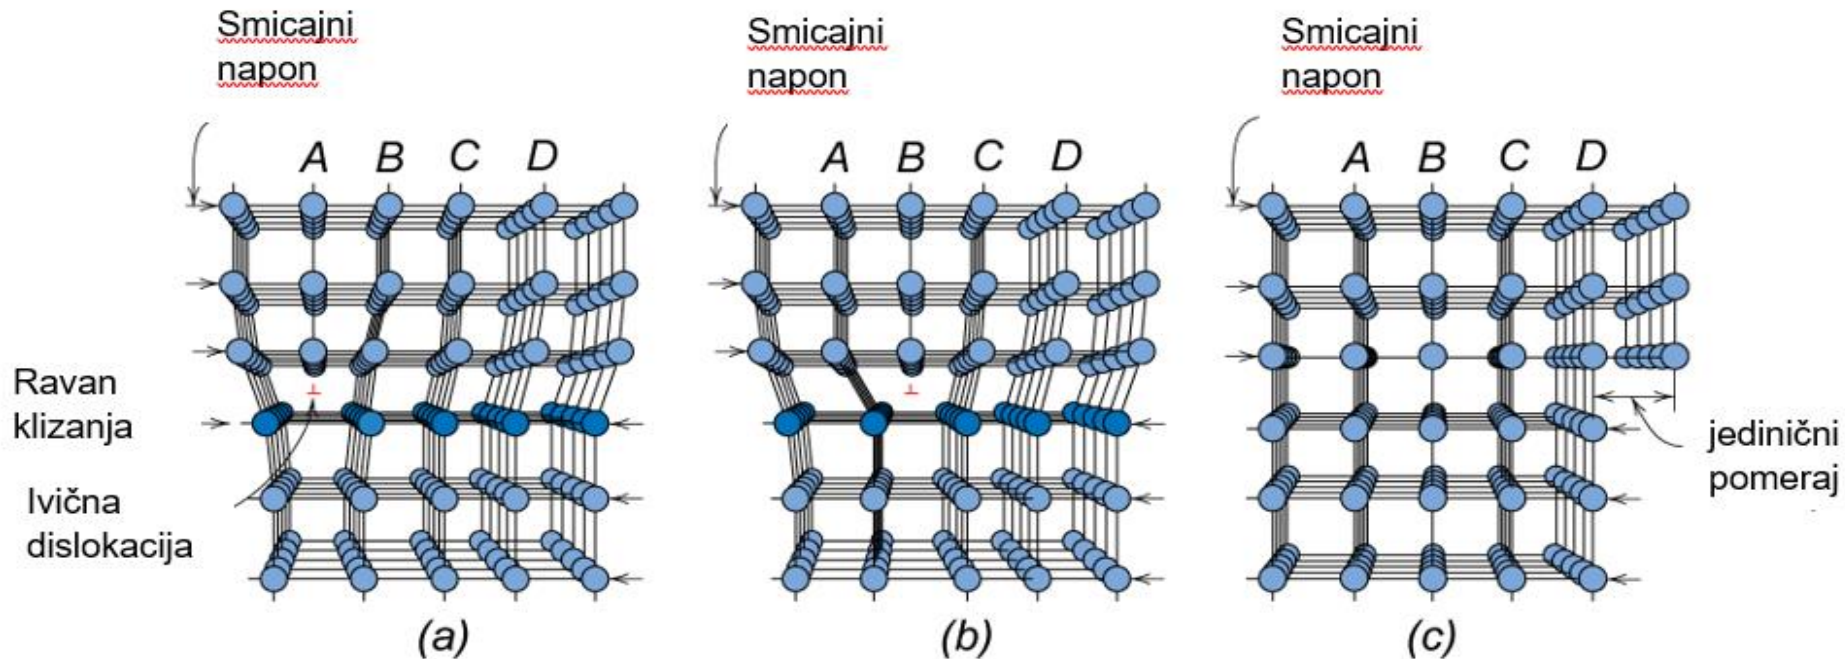 Smicajni
napon
Smicajni
napon
Smicajni
napon
A B C D
A B C D
A B C D
Ravan
klizanja
Ivična
dislokacija
jedinični
pomeraj
(a)
(b)
(c)